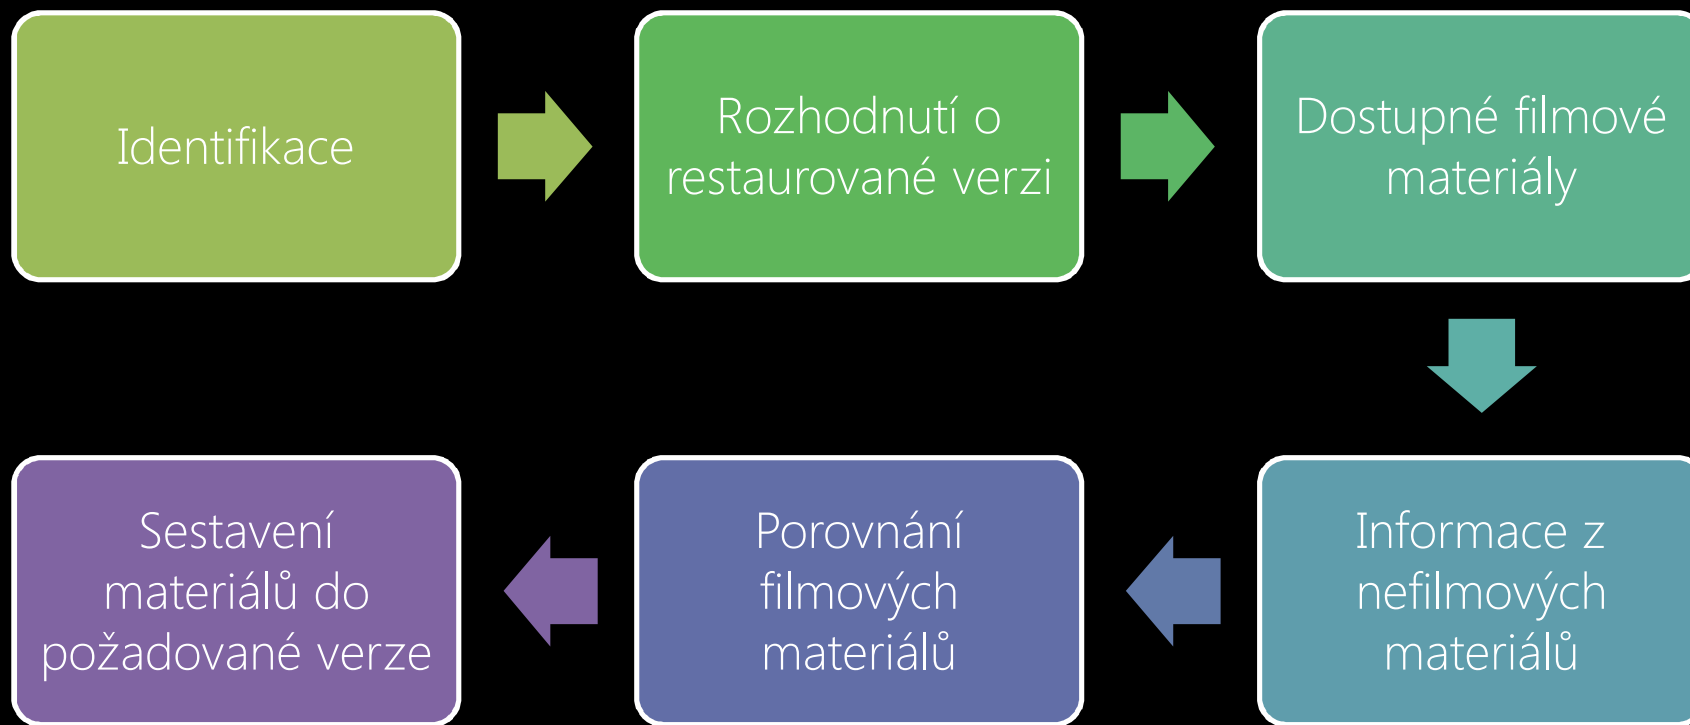 Identifikace
Rozhodnutí o
restaurované verzi
Dostupné filmové
materiály
Informace z
nefilmových
materiálů
Porovnání
filmových
materiálů
Sestavení
materiálů do
požadované verze